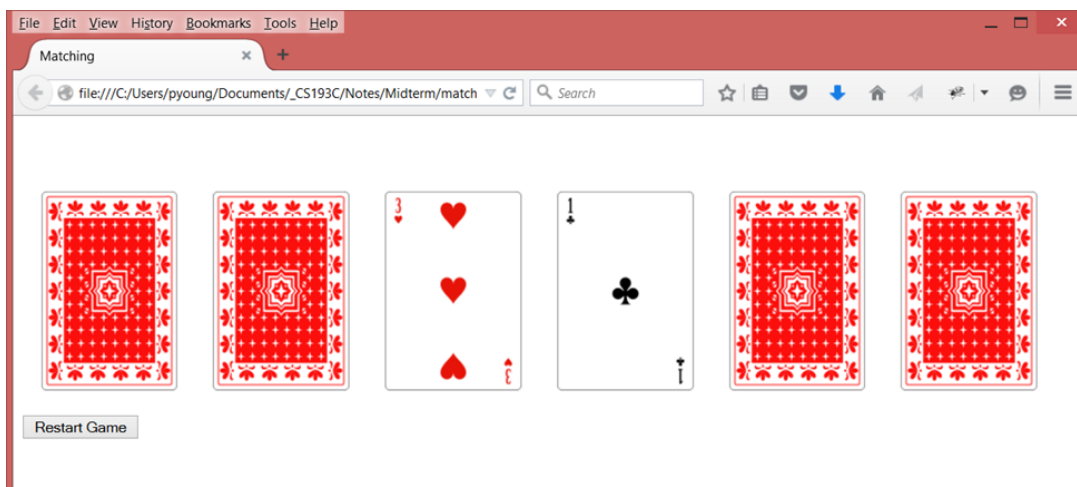 File Edit View History Bookmarks Tools Help
Matching
file:///C:/Users/pyoung/Documents/_CS193C/Notes/Midterm/match Search
3 1
3 1
Restart Game